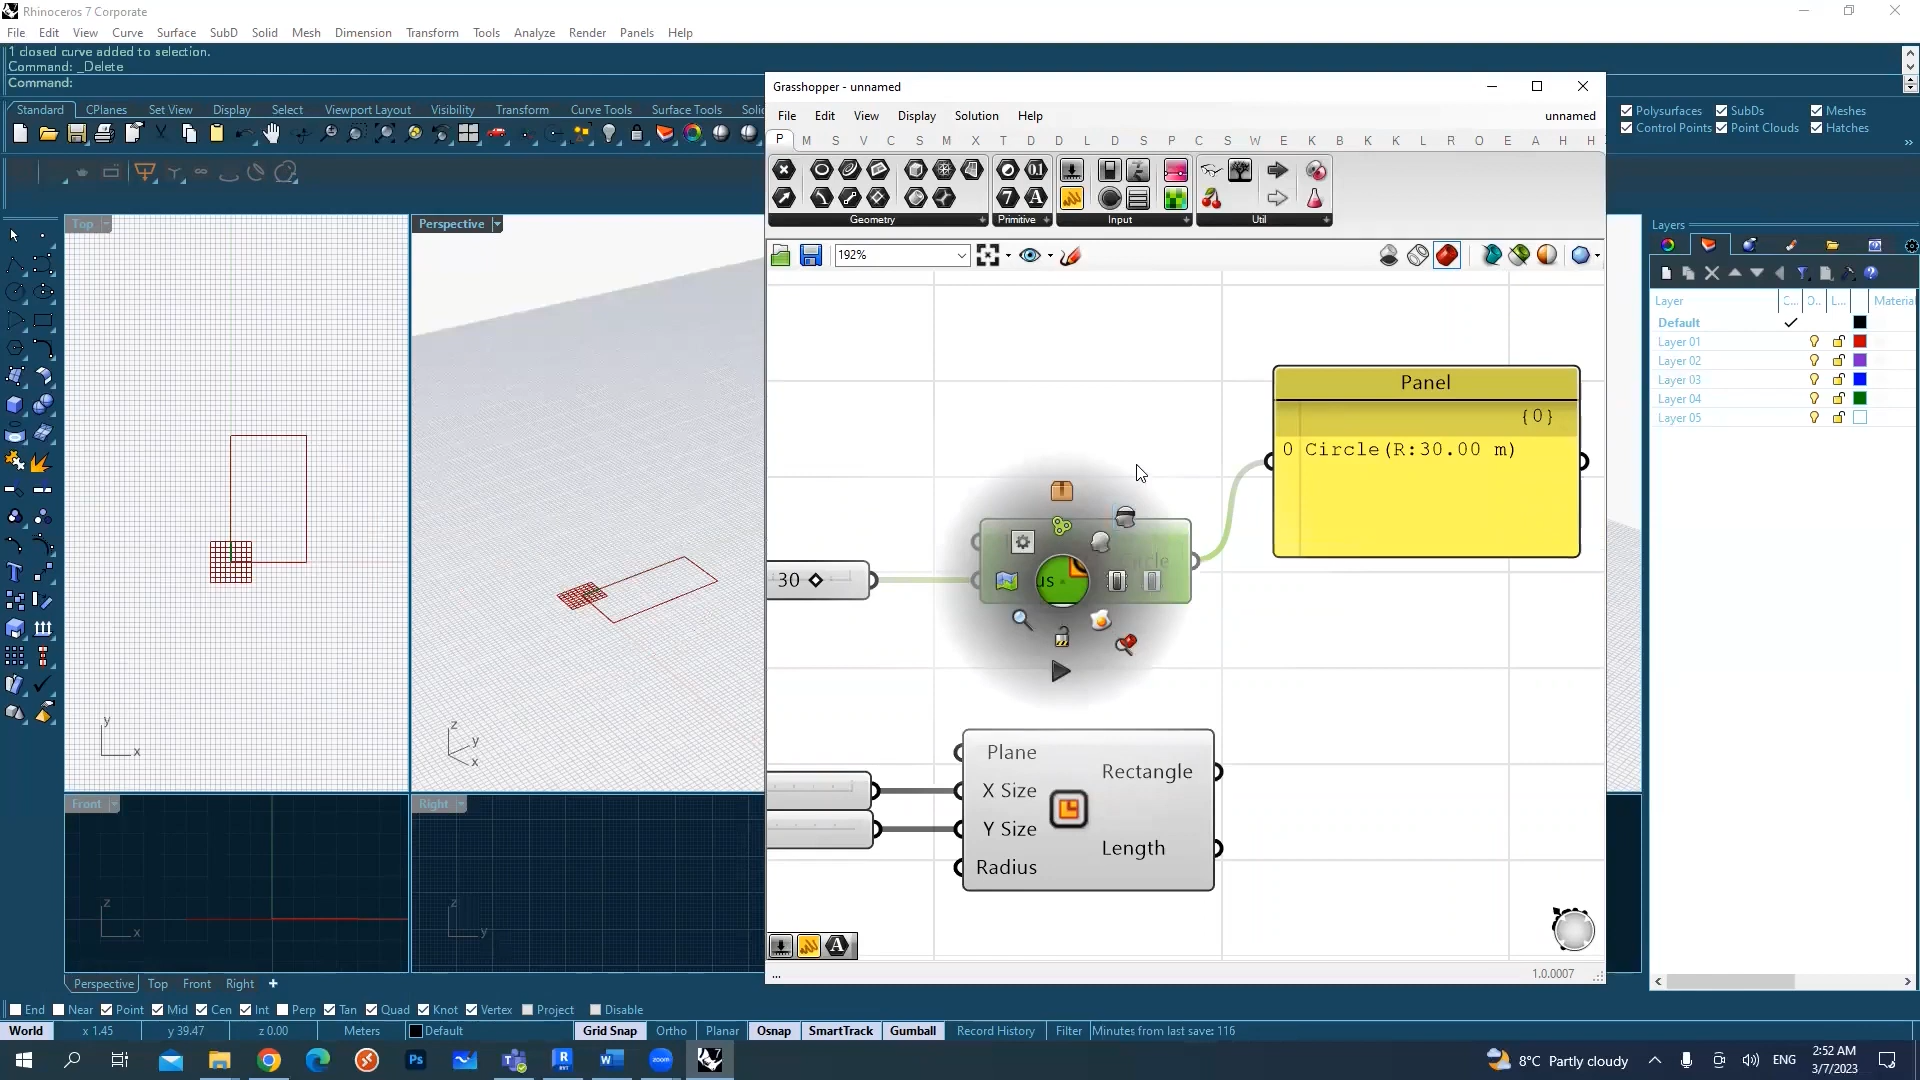 Rhinoceros 7 Corporate
File Edit View Curve Surface SubD Solid Mesh Dimension Transform Tools Analyze Render Panels Help
1 closed curve added to selection.
Command: _Delete
Command:
Standard CPlanes Set View Display Select Viewport Layout Visibility Transform Curve Tools Surface Tools
Polysurfaces SubDs Meshes
Control Points Point Clouds Hatches
Grasshopper - unnamed
File Edit View Display Solution Help unnamed
P M S V C S M X T D D L D S P C S W E K C K K L R E A H H
Geometry Primitive Input Util
192%
Top
Perspective
Front
Right
y
x
z
y
x
z
x
z
y
Panel
{0}
0 Circle(R:30.00 m)
30
us
Circle
Plane
X Size
Y Size
Radius
Rectangle
Length
...
1.0.0007
Layers
Layer C... O.. L... Material
Default
Layer 01
Layer 02
Layer 03
Layer 04
Layer 05
Perspective Top Front Right
End Near Point Mid Cen Int Perp Tan Quad Knot Vertex Project Disable
World x 1.45 y 39.47 z 0.00 Meters Default Grid Snap Ortho Planar Osnap SmartTrack Gumball Record History Filter Minutes from last save: 116
8°C Partly cloudy ENG 2:52 AM
3/7/2023